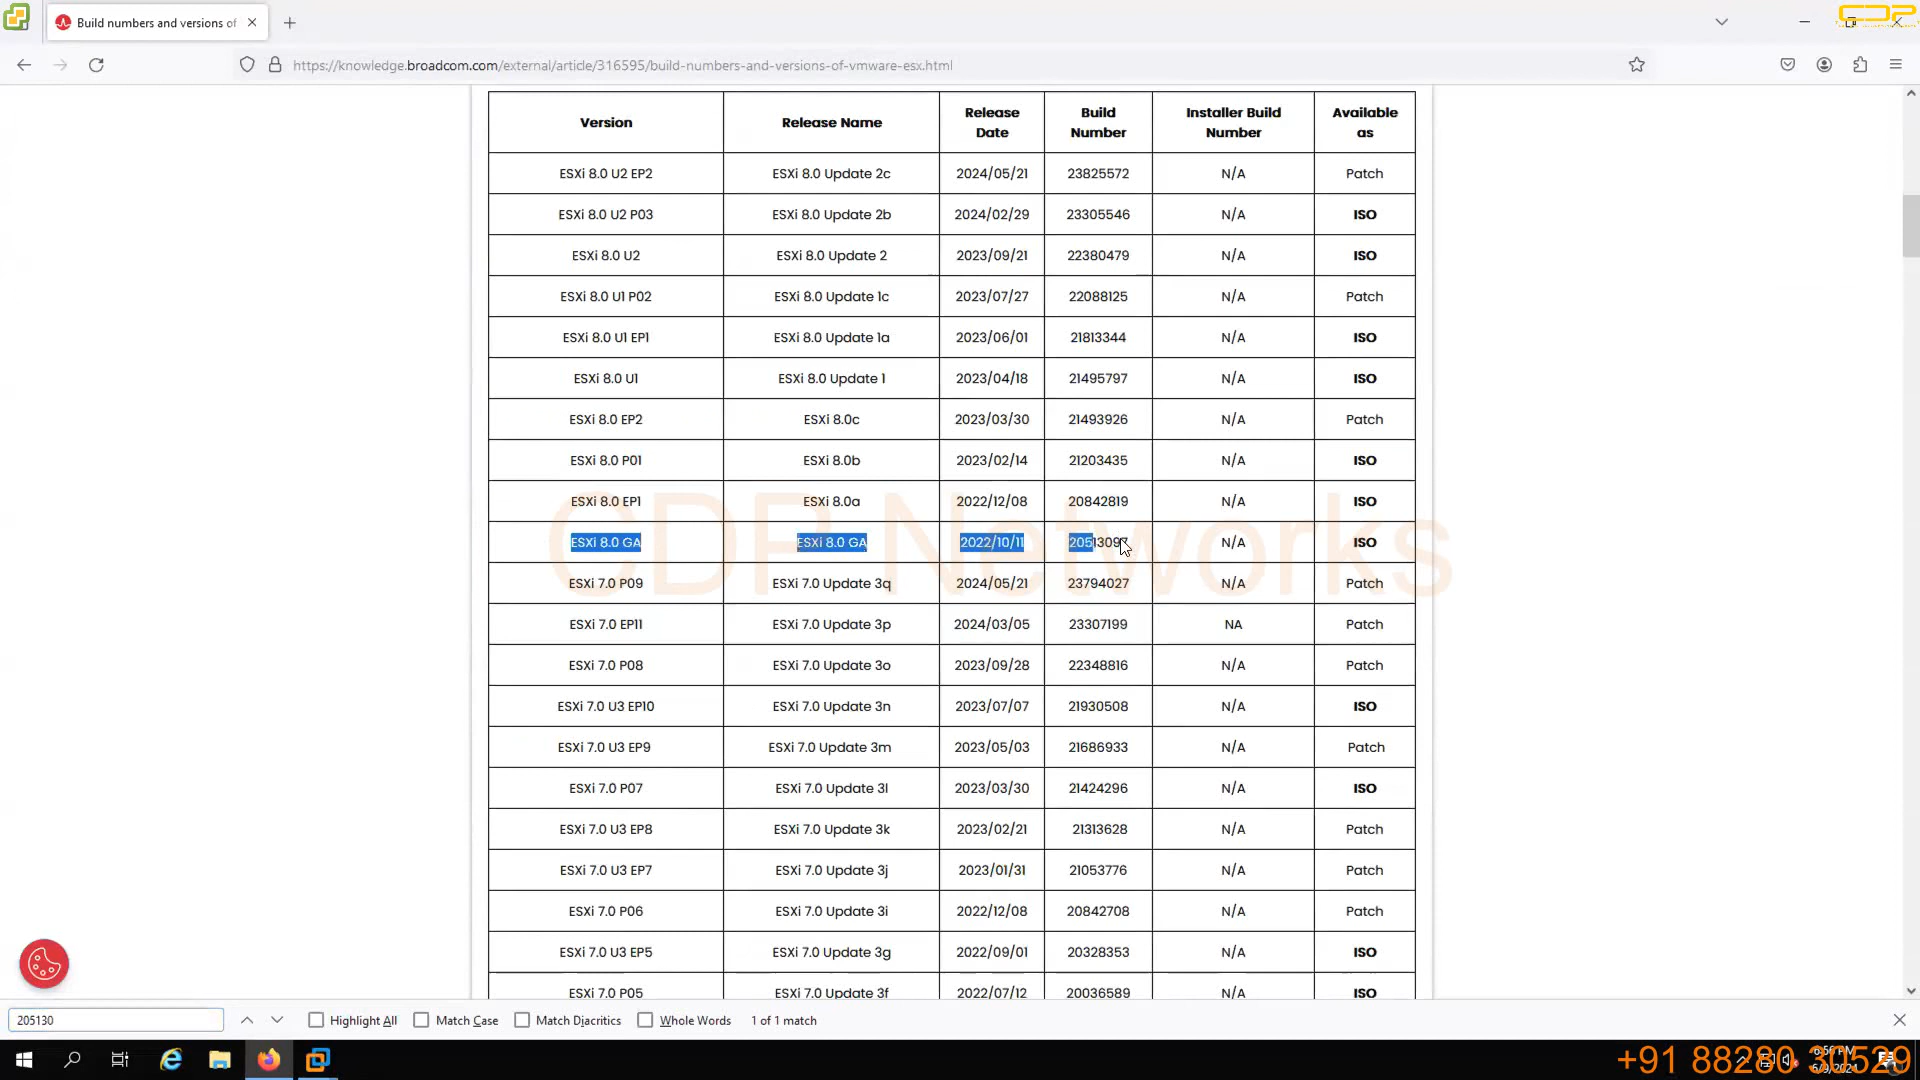 Build numbers and versions of
CDP
https://knowledge.broadcom.com/external/article/316595/build-numbers-and-versions-of-vmware-esx.html
Version Release Name Release Date Build Number Installer Build Number Available as
ESXi 8.0 U2 EP2 ESXi 8.0 Update 2c 2024/05/21 23825572 N/A Patch
ESXi 8.0 U2 P03 ESXi 8.0 Update 2b 2024/02/29 23305546 N/A ISO
ESXi 8.0 U2 ESXi 8.0 Update 2 2023/09/21 22380479 N/A ISO
ESXi 8.0 U1 P02 ESXi 8.0 Update 1c 2023/07/27 22088125 N/A Patch
ESXi 8.0 U1 EP1 ESXi 8.0 Update 1a 2023/06/01 21813344 N/A ISO
ESXi 8.0 U1 ESXi 8.0 Update 1 2023/04/18 21495797 N/A ISO
ESXi 8.0 EP2 ESXi 8.0c 2023/03/30 21493926 N/A Patch
ESXi 8.0 P01 ESXi 8.0b 2023/02/14 21203435 N/A ISO
ESXi 8.0 EP1 ESXi 8.0a 2022/12/08 20842819 N/A ISO
CDP Networks
ESXi 8.0 GA ESXi 8.0 GA 2022/10/11 20513097 N/A ISO
ESXi 7.0 P09 ESXi 7.0 Update 3q 2024/05/21 23794027 N/A Patch
ESXi 7.0 EP11 ESXi 7.0 Update 3p 2024/03/05 23307199 NA Patch
ESXi 7.0 P08 ESXi 7.0 Update 3o 2023/09/28 22348816 N/A Patch
ESXi 7.0 U3 EP10 ESXi 7.0 Update 3n 2023/07/07 21930508 N/A ISO
ESXi 7.0 U3 EP9 ESXi 7.0 Update 3m 2023/05/03 21686933 N/A Patch
ESXi 7.0 P07 ESXi 7.0 Update 3l 2023/03/30 21424296 N/A ISO
ESXi 7.0 U3 EP8 ESXi 7.0 Update 3k 2023/02/21 21313628 N/A Patch
ESXi 7.0 U3 EP7 ESXi 7.0 Update 3j 2023/01/31 21053776 N/A Patch
ESXi 7.0 P06 ESXi 7.0 Update 3i 2022/12/08 20842708 N/A Patch
ESXi 7.0 U3 EP5 ESXi 7.0 Update 3g 2022/09/01 20328353 N/A ISO
ESXi 7.0 P05 ESXi 7.0 Update 3f 2022/07/12 20036589 N/A ISO
205130 Highlight All Match Case Match Diacritics Whole Words 1 of 1 match
+91 88280 30529